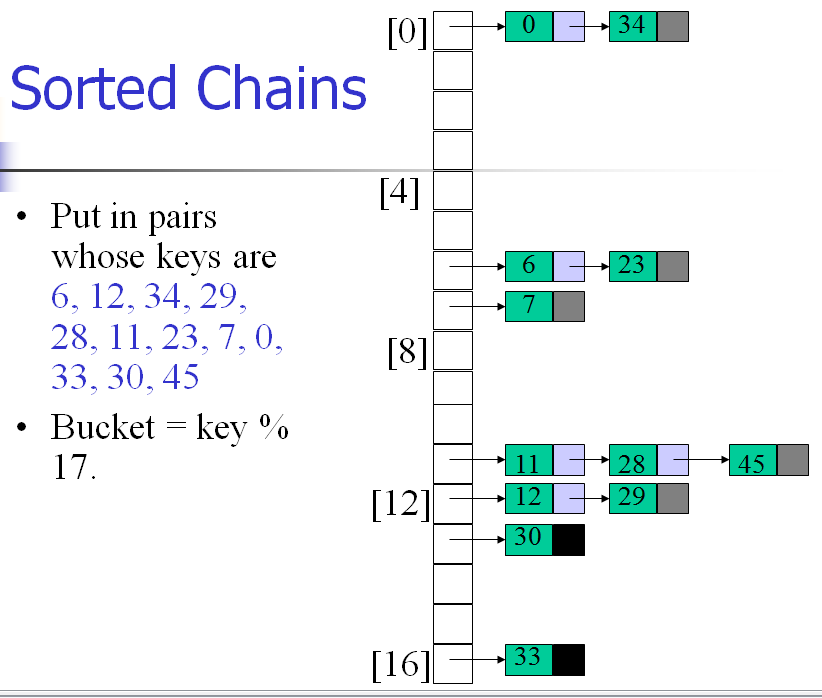 Sorted Chains
• Put in pairs
whose keys are
6, 12, 34, 29,
28, 11, 23, 7, 0,
33, 30, 45
• Bucket = key %
17.
[0] 0 34
[4]
6 23
7
[8]
11 28 45
[12] 12 29
30
[16] 33